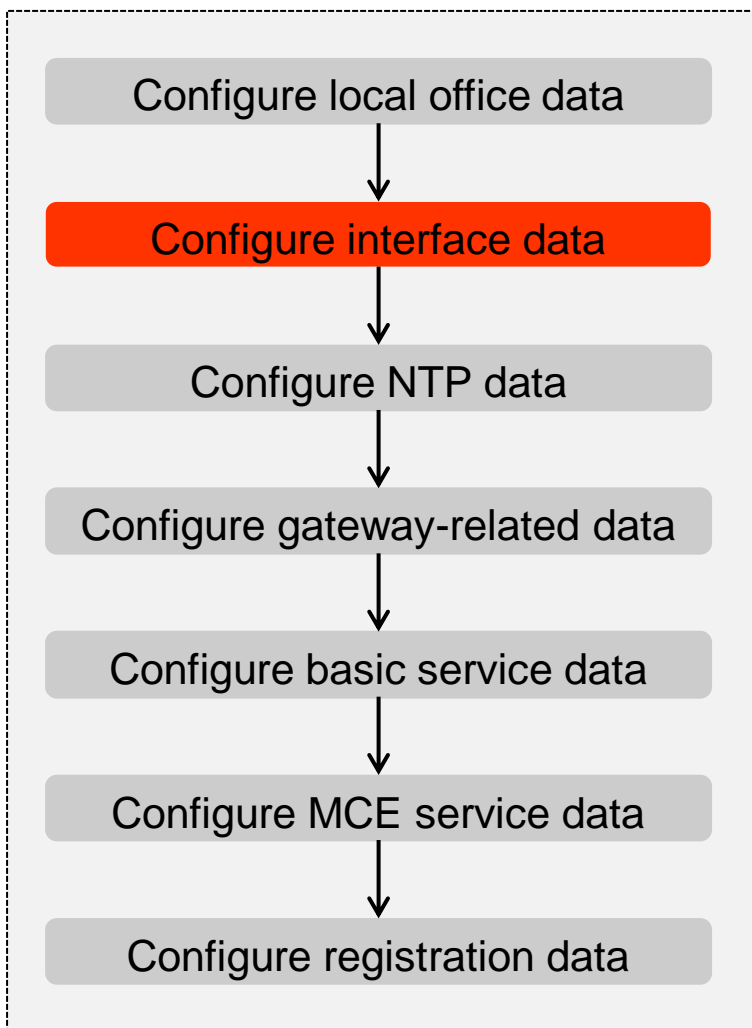 Configure local office data
Configure interface data
Configure NTP data
Configure gateway-related data
Configure basic service data
Configure MCE service data
Configure registration data